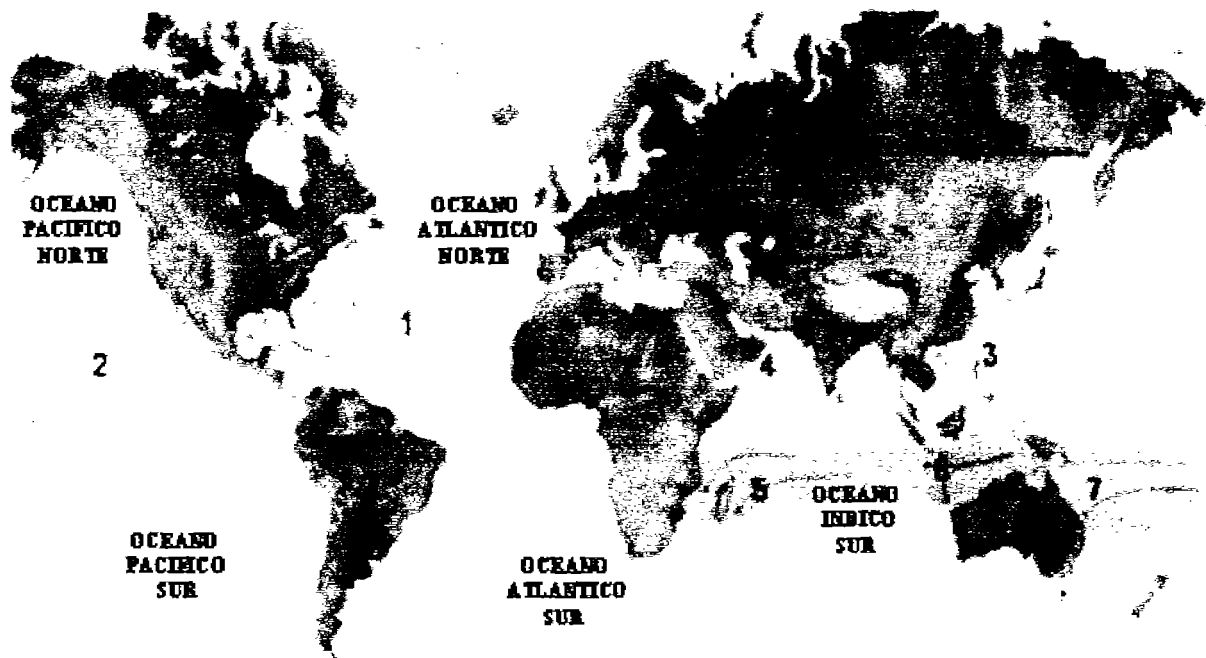 OCEANO
PACIFICO
NORTE
OCEANO
ATLANTICO
NORTE
1
2
3
4
5
6
OCEANO
INDICO
SUR
7
OCEANO
PACIFICO
SUR
OCEANO
ATLANTICO
SUR